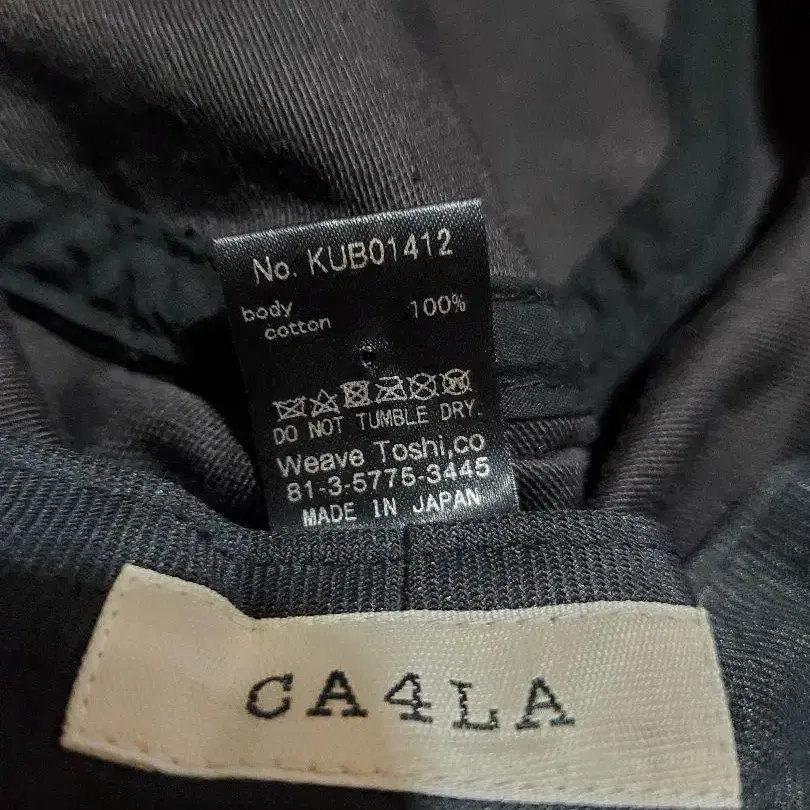 No. KUB01412
body
cotton 100%
DO NOT TUMBLE DRY.
Weave Toshi,co
81-3-5775-3445
MADE IN JAPAN
CA4LA